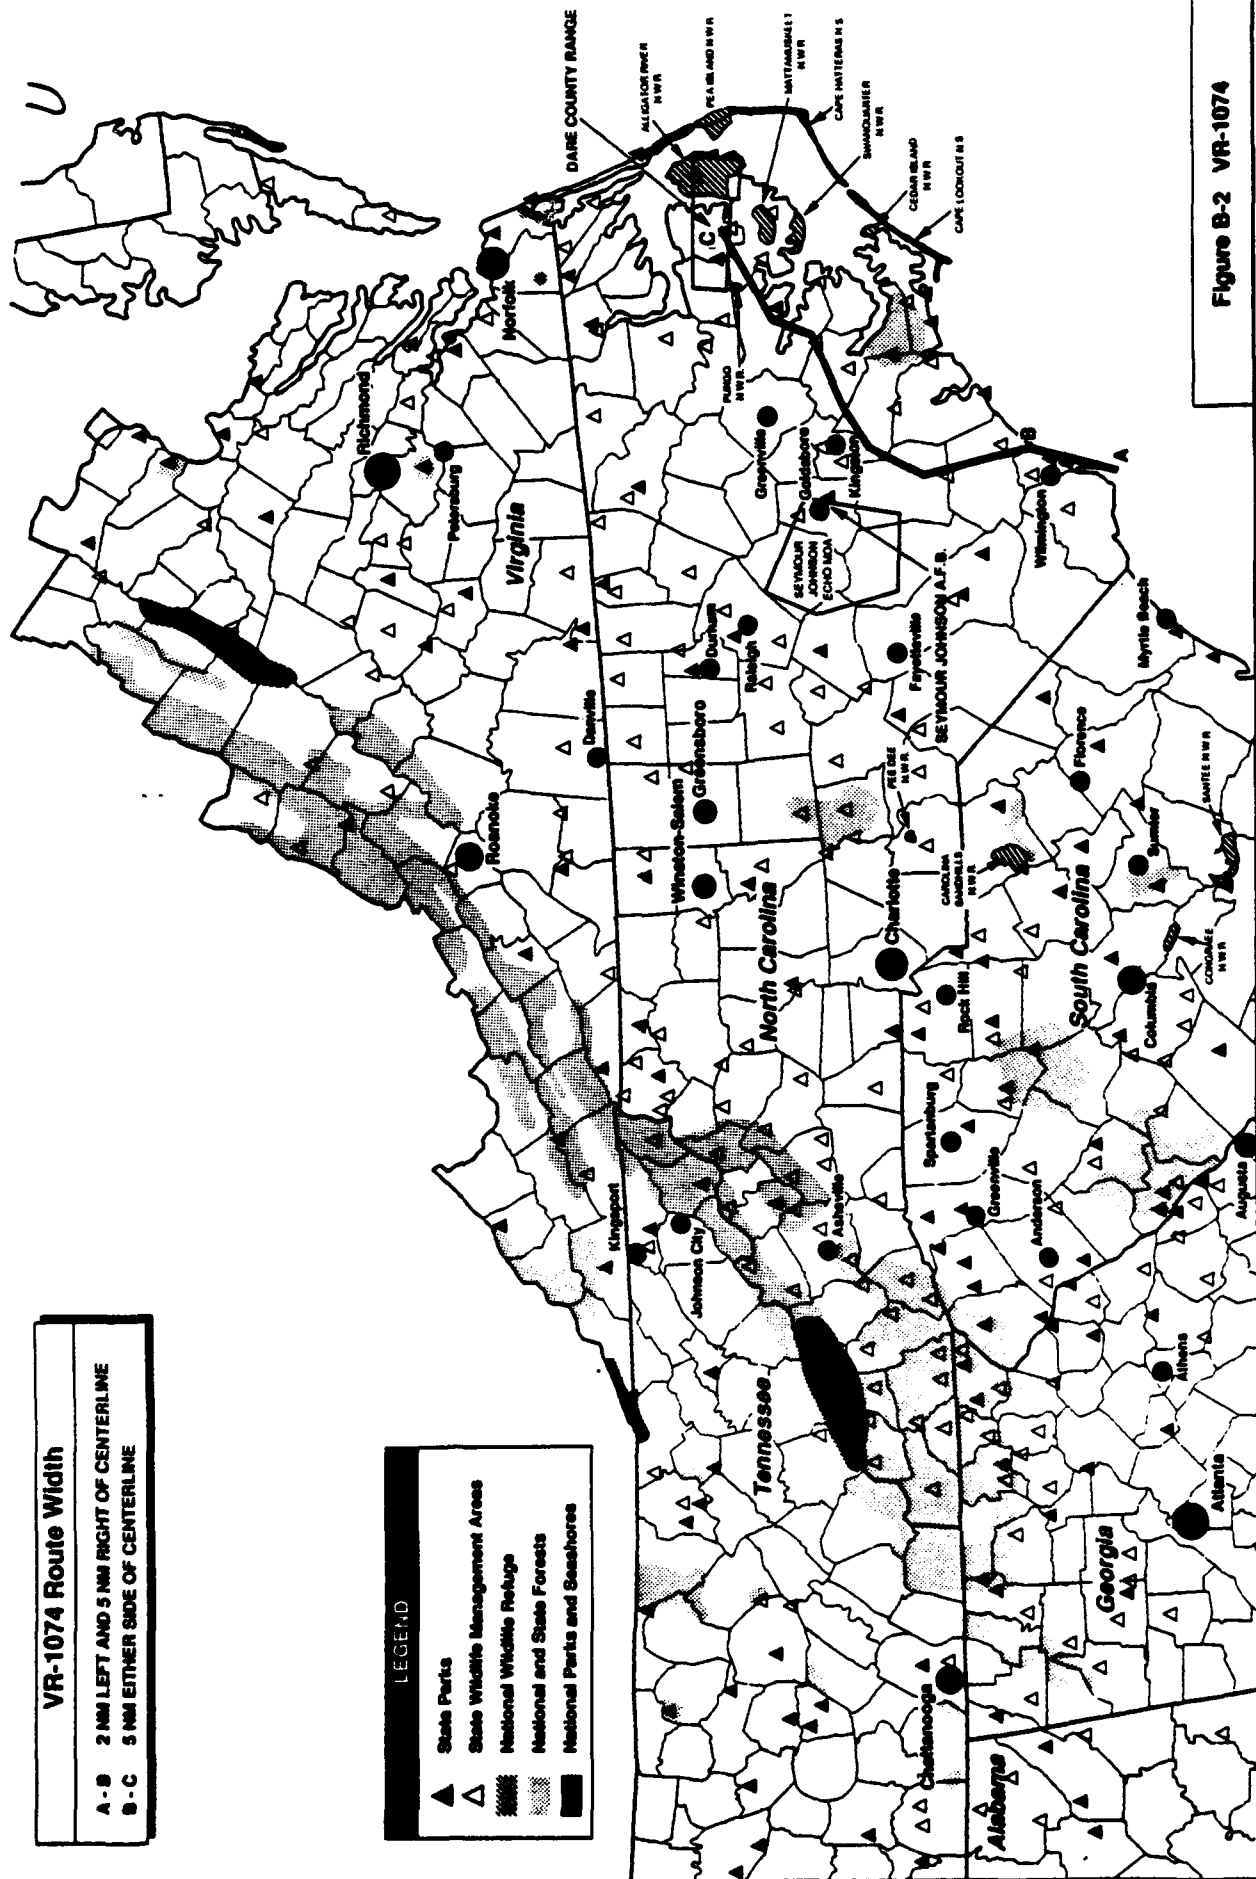 VR-1074 Route Width
A - B 2 NM LEFT AND 5 NM RIGHT OF CENTERLINE
B - C 5 NM EITHER SIDE OF CENTERLINE
LEGEND
State Parks
State Wildlife Management Areas
National Wildlife Refuge
National and State Forests
National Parks and Seashores
U
DARE COUNTY RANGE
ALLIGATOR RIVER
N W R
PEA ISLAND N W R
MATTAMUSKEET
N W R
CAPE HATTERAS N S
SWANQUARTER
N W R
CEDAR ISLAND
N W R
CAPE LOOKOUT N S
C
PUNGO
N W R
Norfolk
Richmond
Petersburg
Virginia
Danville
Roanoke
Greenville
Goldsboro
Kingston
SEYMOUR
JOHNSON
ECHO MOA
SEYMOUR JOHNSON A.F.B.
B
A
Wilmington
Durham
Raleigh
Fayetteville
Myrtle Beach
Greensboro
Winston-Salem
North Carolina
PEE DEE
N W R
Charlotte
CAROLINA
SANDHILLS
N W R
Florence
Sumter
SANTEE N W R
South Carolina
Columbia
CONGAREE
N W R
Rock Hill
Spartanburg
Greenville
Anderson
Augusta
Kingsport
Johnson City
Asheville
Tennessee
Athens
Atlanta
Georgia
Chattanooga
Alabama
Figure B-2 VR-1074